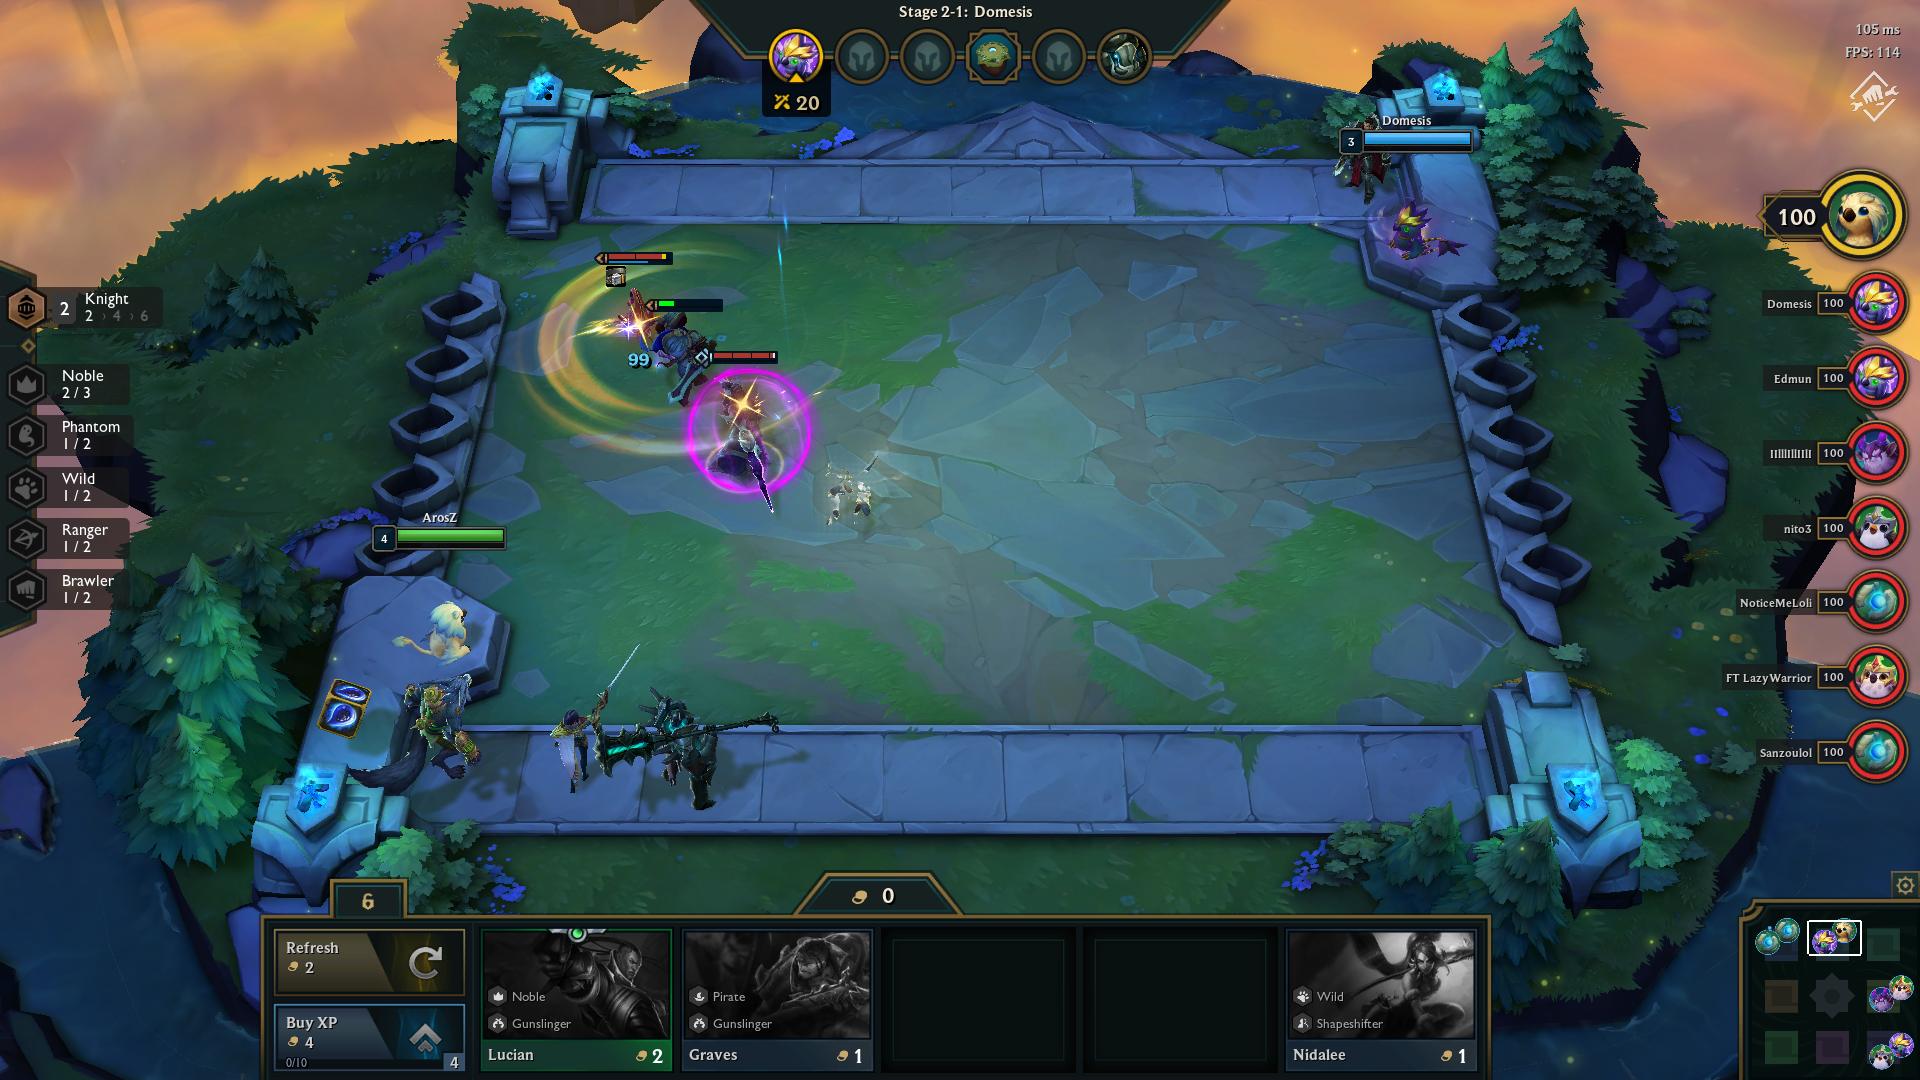 Stage 2-1: Domesis
105 ms
FPS: 114
20
Domesis
3
100
Domesis 100
Edmun 100
100
nito3 100
NoticeMeLoli 100
FT LazyWarrior 100
Sanzoulol 100
2 Knight
2 › 4 › 6
Noble
2 / 3
Phantom
1 / 2
Wild
1 / 2
Ranger
1 / 2
Brawler
1 / 2
99
ArosZ
4
6
0
Refresh
2
Buy XP
4
0/10
4
Noble
Gunslinger
Lucian 2
Pirate
Gunslinger
Graves 1
Wild
Shapeshifter
Nidalee 1